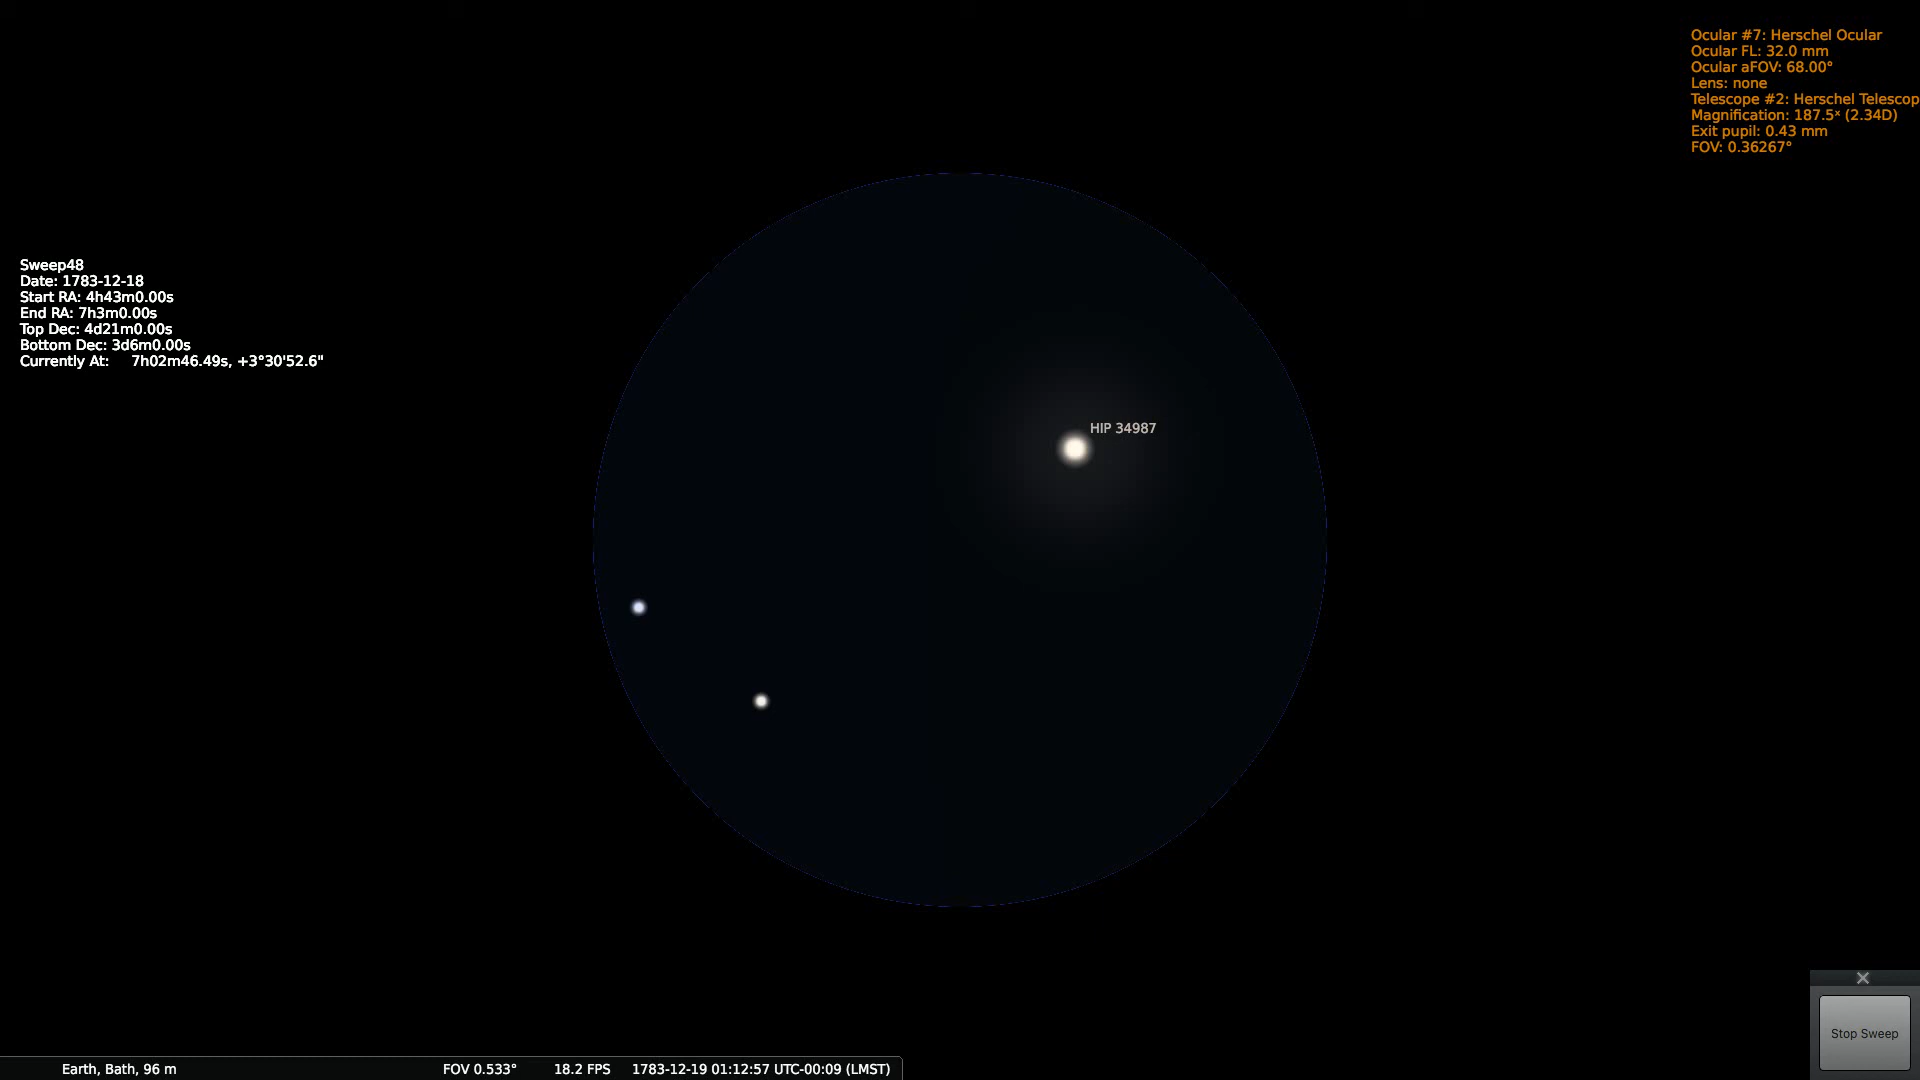 Ocular #7: Herschel Ocular
Ocular FL: 32.0 mm
Ocular aFOV: 68.00°
Lens: none
Telescope #2: Herschel Telescop
Magnification: 187.5ˣ (2.34D)
Exit pupil: 0.43 mm
FOV: 0.36267°
Sweep48
Date: 1783-12-18
Start RA: 4h43m0.00s
End RA: 7h3m0.00s
Top Dec: 4d21m0.00s
Bottom Dec: 3d6m0.00s
Currently At: 7h02m46.49s, +3°30'52.6"
HIP 34987
Stop Sweep
Earth, Bath, 96 m FOV 0.533° 18.2 FPS 1783-12-19 01:12:57 UTC-00:09 (LMST)